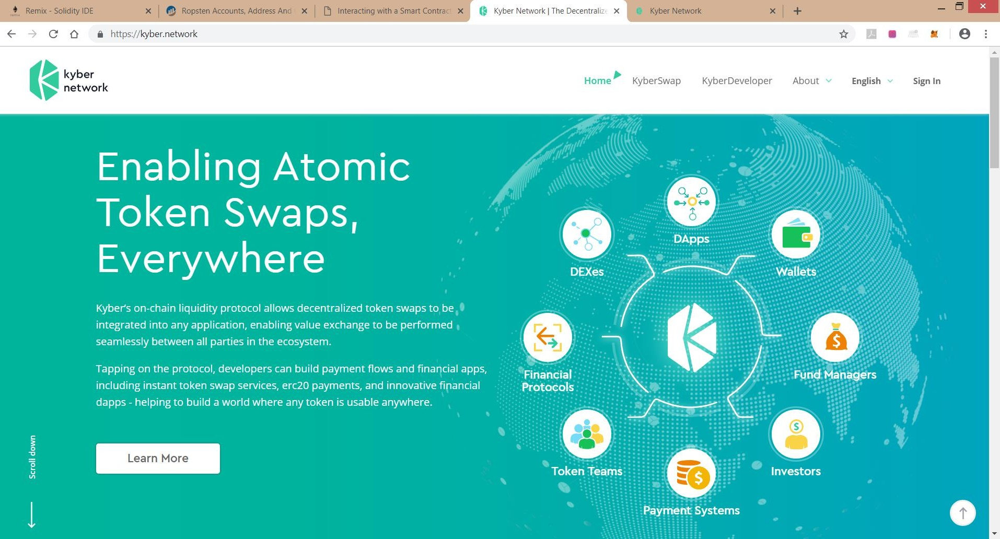 Remix - Solidity IDE
Ropsten Accounts, Address And
Interacting with a Smart Contract
Kyber Network | The Decentralize
Kyber Network
https://kyber.network
kyber
network
Home
KyberSwap
KyberDeveloper
About
English
Sign In
Enabling Atomic
Token Swaps,
Everywhere
Kyber’s on-chain liquidity protocol allows decentralized token swaps to be
integrated into any application, enabling value exchange to be performed
seamlessly between all parties in the ecosystem.
Tapping on the protocol, developers can build payment flows and financial apps,
including instant token swap services, erc20 payments, and innovative financial
dapps - helping to build a world where any token is usable anywhere.
Learn More
Scroll down
DApps
DEXes
Wallets
Financial
Protocols
Fund Managers
Token Teams
Investors
Payment Systems